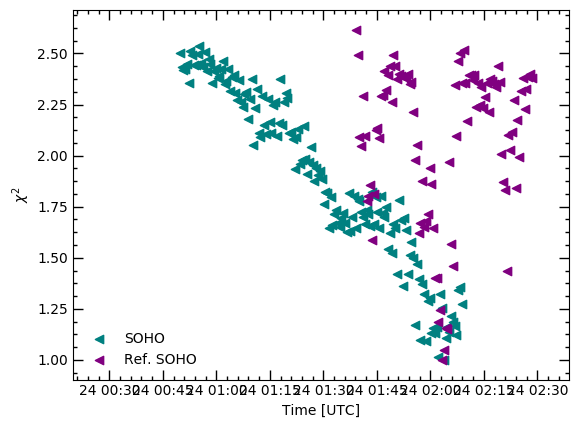 2.50
2.25
2.00
χ²
1.75
1.50
1.25
SOHO
Ref. SOHO
1.00
24 00:30 24 00:45 24 01:00 24 01:15 24 01:30 24 01:45 24 02:00 24 02:15 24 02:30
Time [UTC]